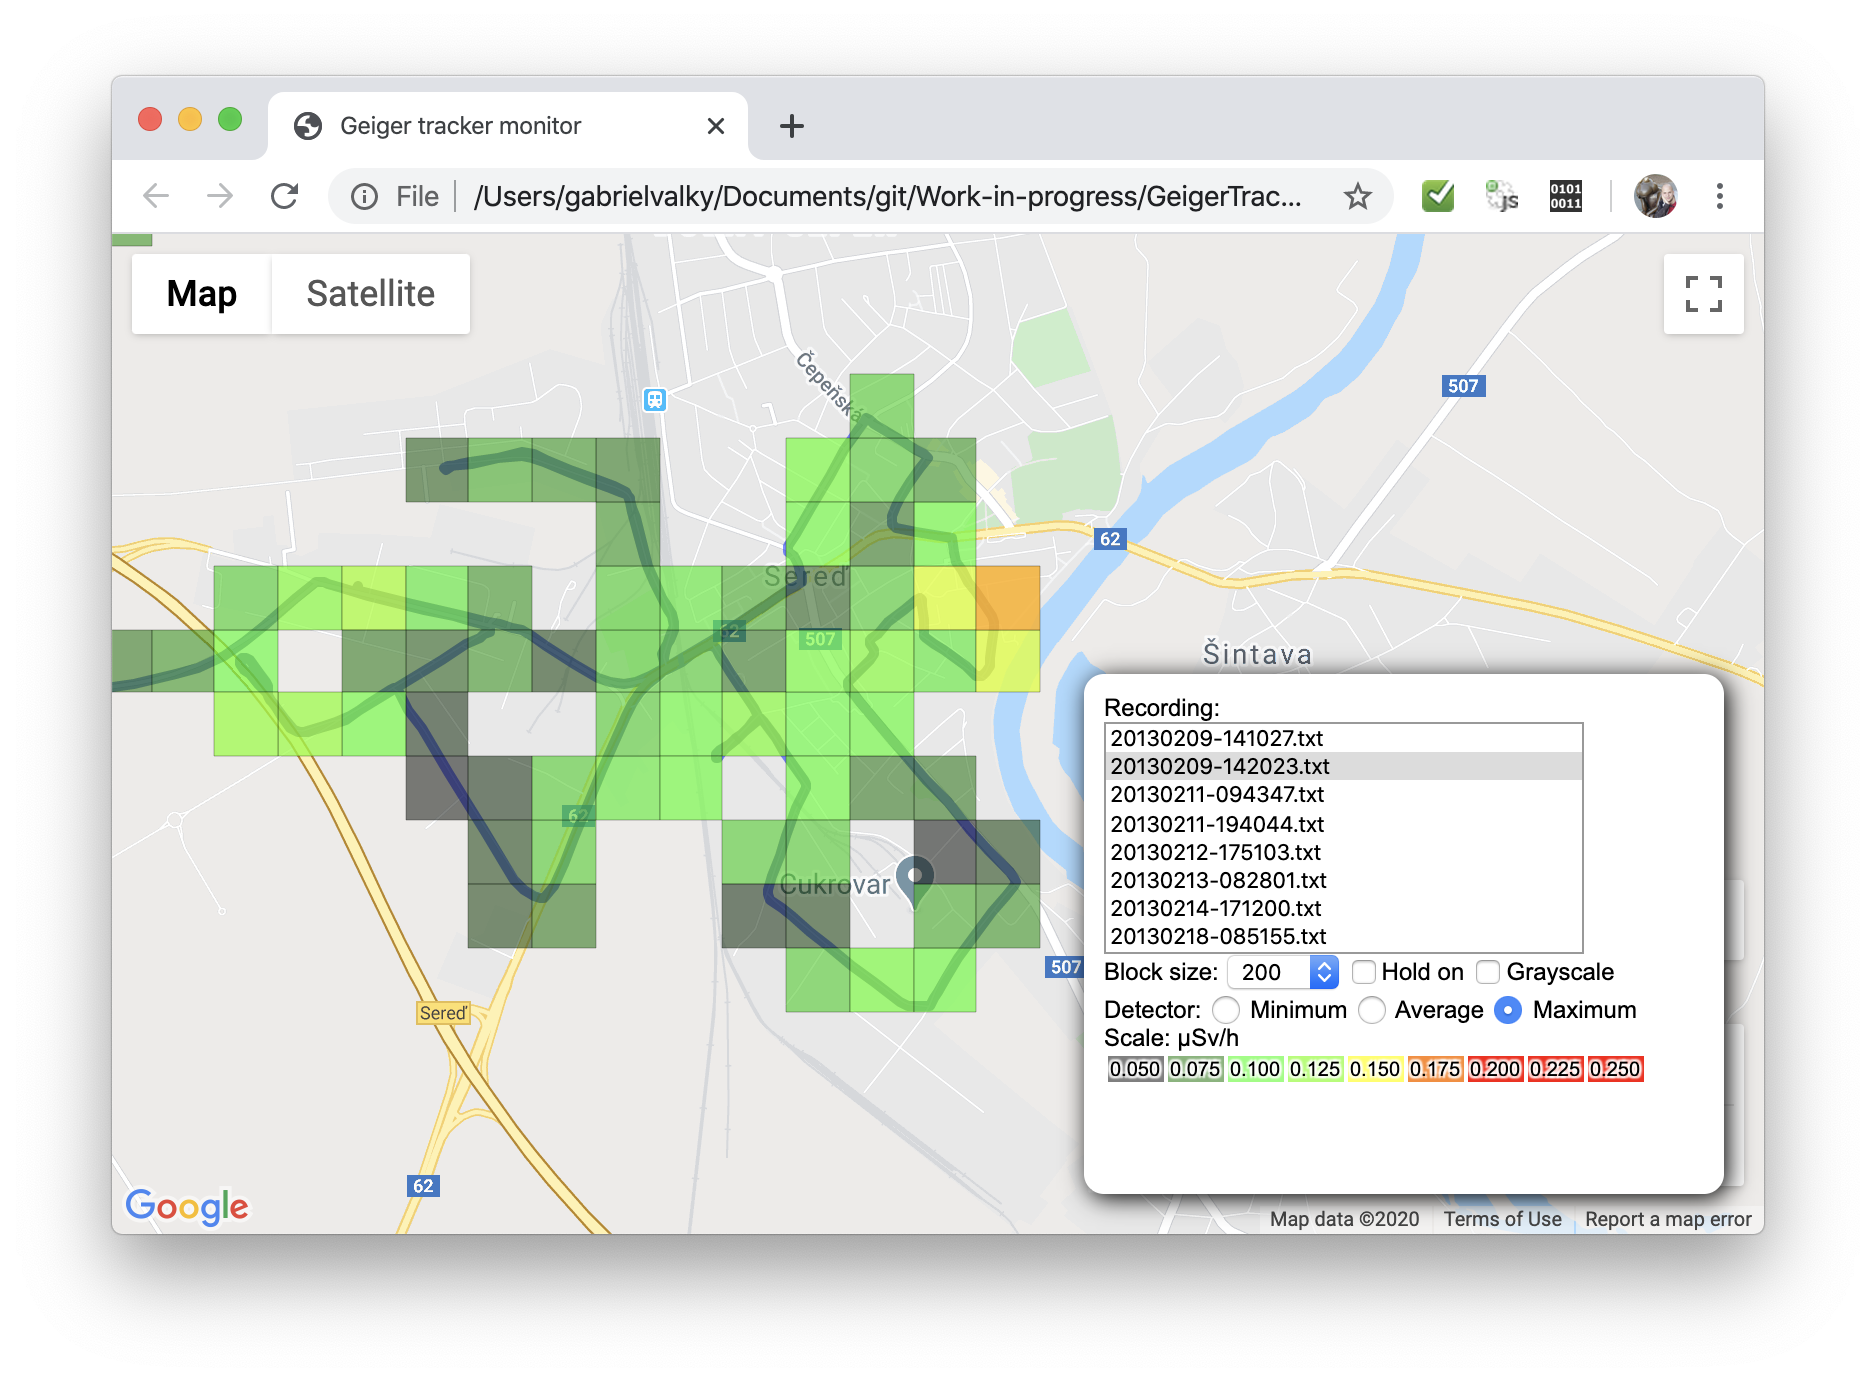 Geiger tracker monitor
File
/Users/gabrielvalky/Documents/git/Work-in-progress/GeigerTrac...
JS
0101
0011
Map
Satellite
Čepeňská
507
62
Sereď
62
507
Šintava
62
Cukrovar
507
Sereď
62
Recording:
20130209-141027.txt
20130209-142023.txt
20130211-094347.txt
20130211-194044.txt
20130212-175103.txt
20130213-082801.txt
20130214-171200.txt
20130218-085155.txt
Block size: 200 Hold on Grayscale
Detector: Minimum Average Maximum
Scale: µSv/h
0.050 0.075 0.100 0.125 0.150 0.175 0.200 0.225 0.250
Google
Map data ©2020 Terms of Use Report a map error